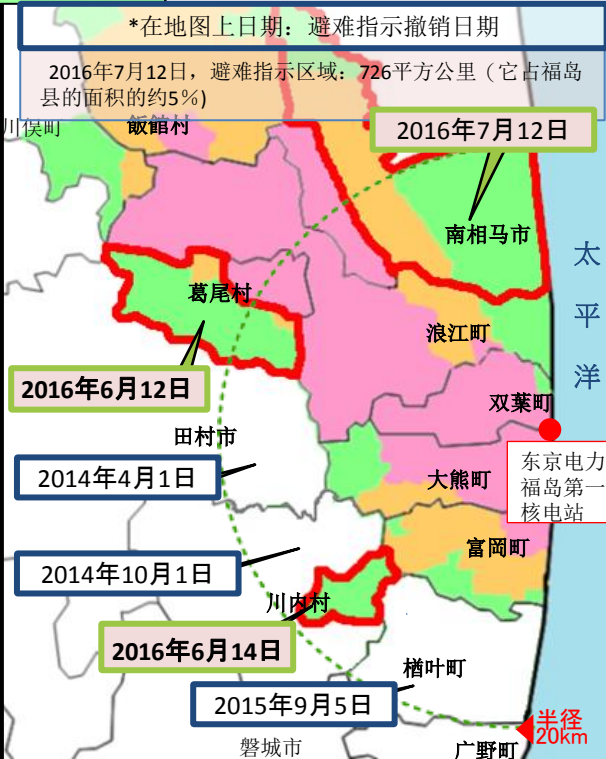 *在地图上日期：避难指示撤销日期
2016年7月12日，避难指示区域：726平方公里（它占福岛
县的面积的约5％)
川俣町
飯館村
2016年7月12日
南相马市
太平洋
葛尾村
浪江町
2016年6月12日
双葉町
田村市
东京电力
福岛第一
核电站
2014年4月1日
大熊町
富岡町
2014年10月1日
川内村
2016年6月14日
楢叶町
2015年9月5日
半径
20km
磐城市
广野町